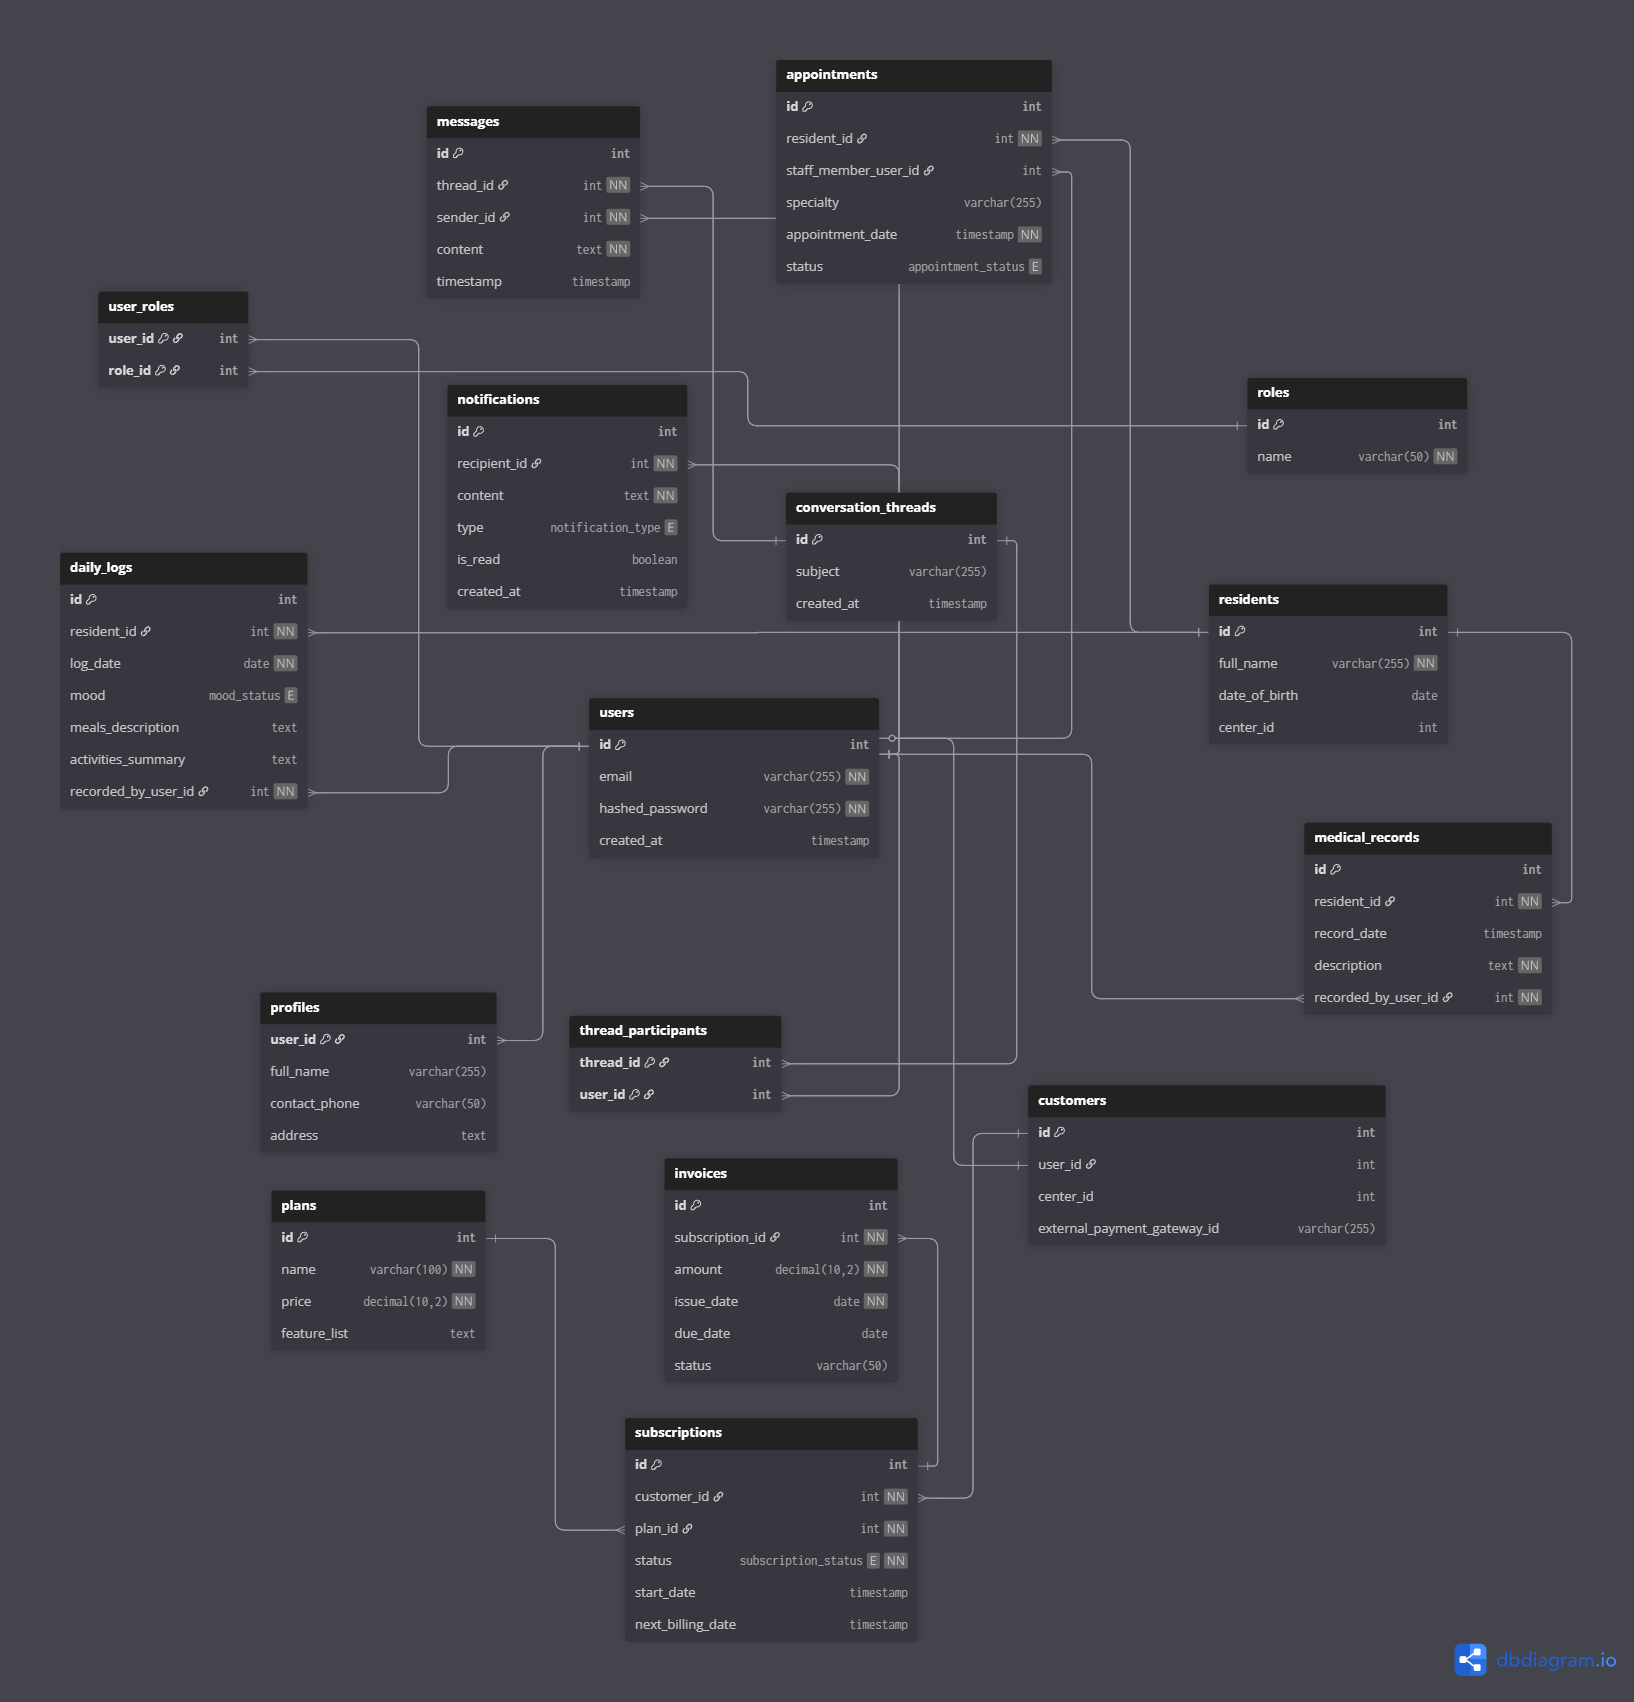 appointments
id int
resident_id int NN
staff_member_user_id int
specialty varchar(255)
appointment_date timestamp NN
status appointment_status E
messages
id int
thread_id int NN
sender_id int NN
content text NN
timestamp timestamp
user_roles
user_id int
role_id int
notifications
id int
recipient_id int NN
content text NN
type notification_type E
is_read boolean
created_at timestamp
roles
id int
name varchar(50) NN
conversation_threads
id int
subject varchar(255)
created_at timestamp
daily_logs
id int
resident_id int NN
log_date date NN
mood mood_status E
meals_description text
activities_summary text
recorded_by_user_id int NN
residents
id int
full_name varchar(255) NN
date_of_birth date
center_id int
users
id int
email varchar(255) NN
hashed_password varchar(255) NN
created_at timestamp
medical_records
id int
resident_id int NN
record_date timestamp
description text NN
recorded_by_user_id int NN
profiles
user_id int
full_name varchar(255)
contact_phone varchar(50)
address text
thread_participants
thread_id int
user_id int
customers
id int
user_id int
center_id int
external_payment_gateway_id varchar(255)
invoices
id int
subscription_id int NN
amount decimal(10,2) NN
issue_date date NN
due_date date
status varchar(50)
plans
id int
name varchar(100) NN
price decimal(10,2) NN
feature_list text
subscriptions
id int
customer_id int NN
plan_id int NN
status subscription_status E NN
start_date timestamp
next_billing_date timestamp
dbdiagram.io